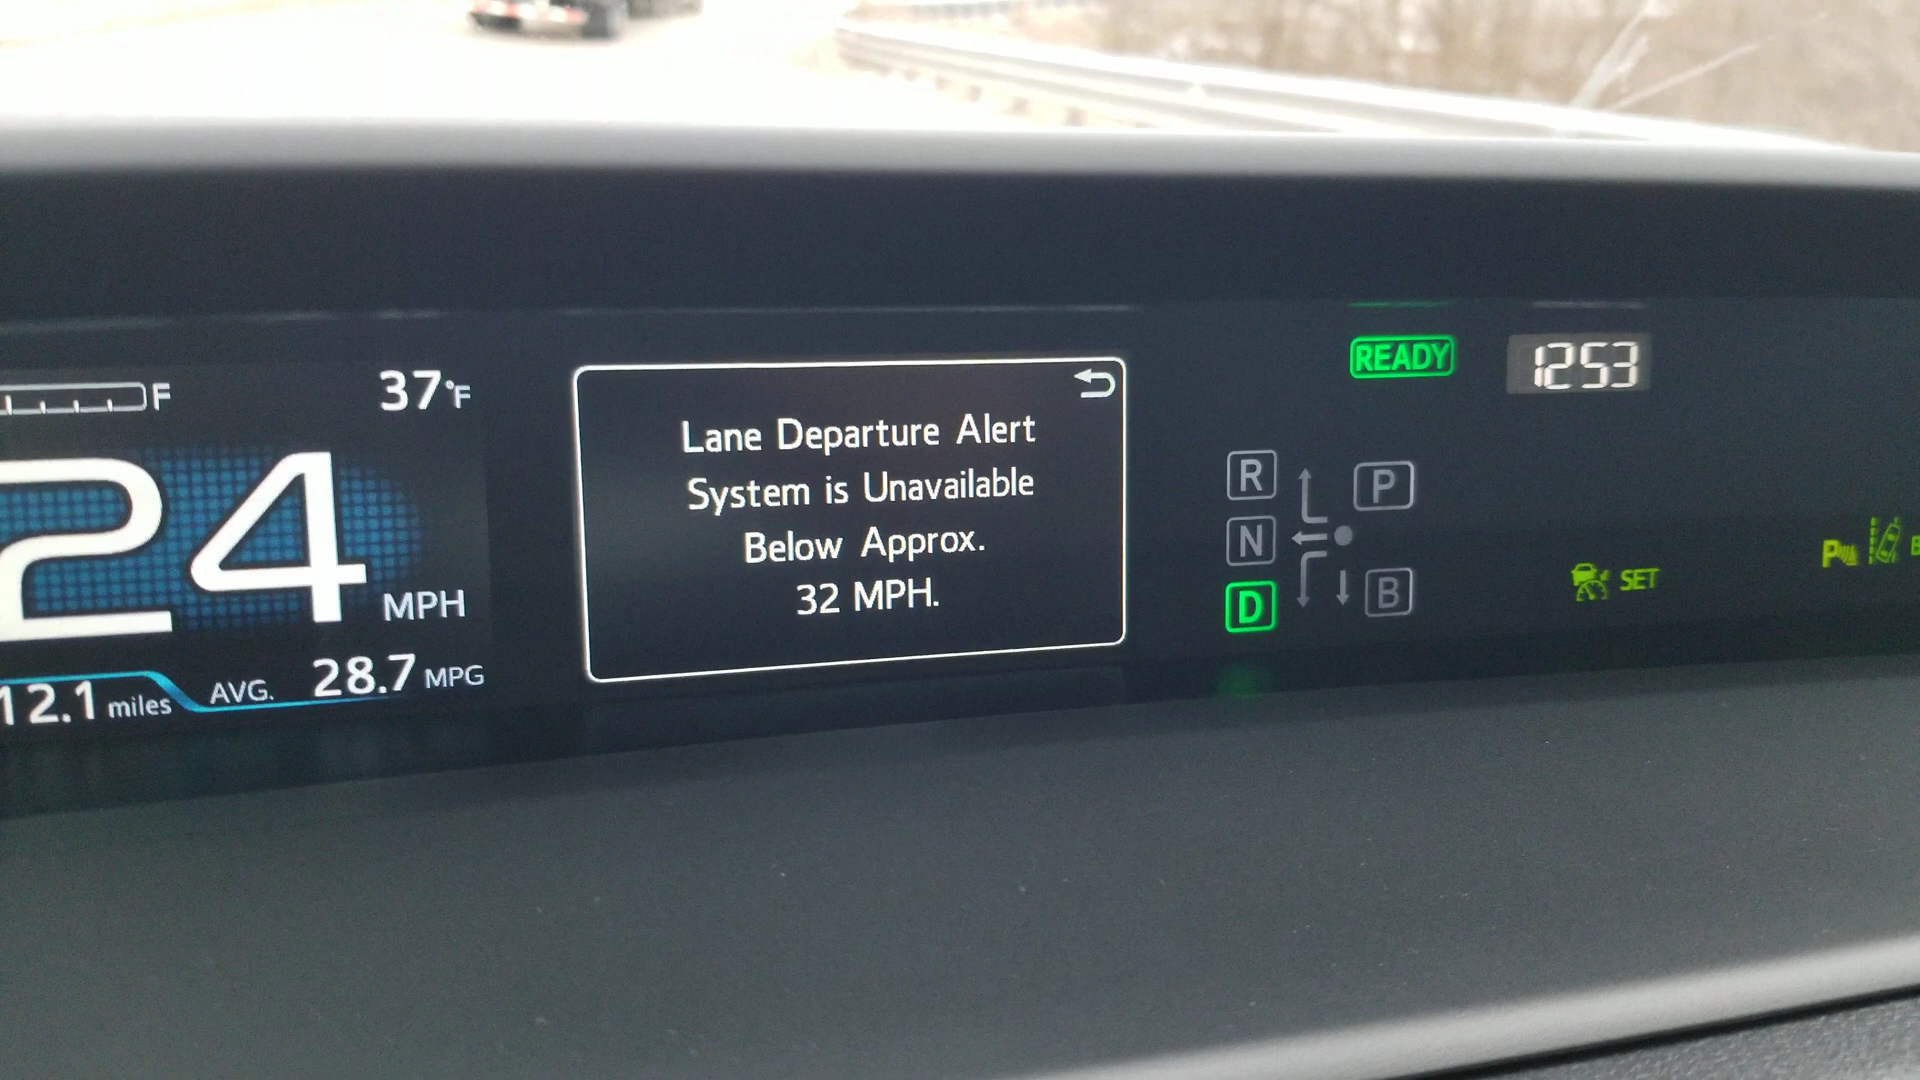 F
37°F
24 MPH
12.1 miles
AVG. 28.7 MPG
Lane Departure Alert
System is Unavailable
Below Approx.
32 MPH.
READY
1253
R
P
N
D
B
SET
P